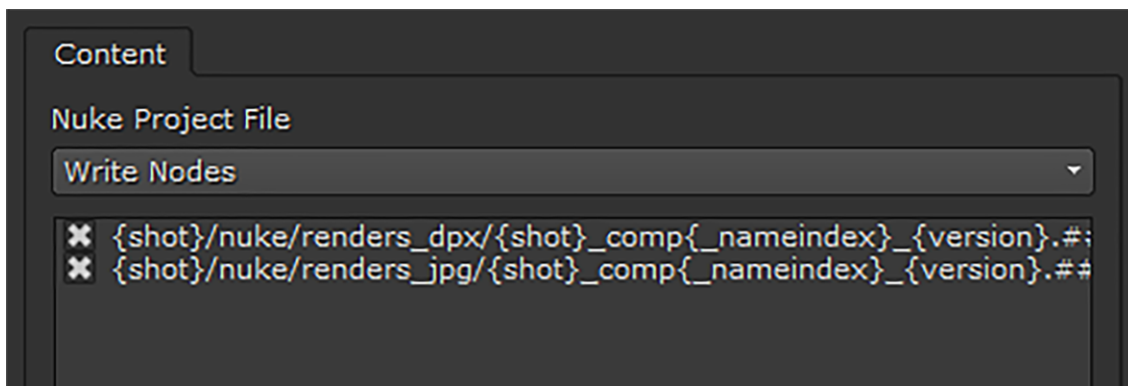 Content
Nuke Project File
Write Nodes
{shot}/nuke/renders_dpx/{shot}_comp{_nameindex}_{version}.#
{shot}/nuke/renders_jpg/{shot}_comp{_nameindex}_{version}.##